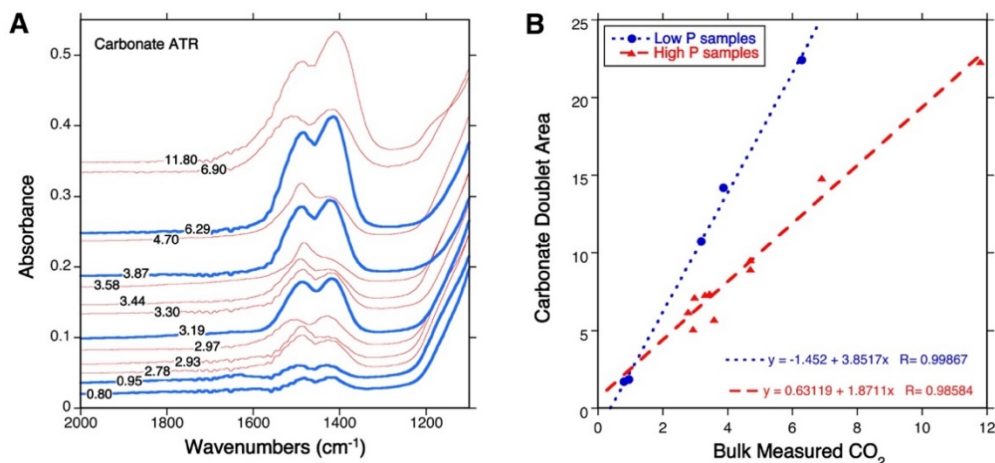 A
Carbonate ATR
0.5
0.4
0.3
0.2
0.1
0
Absorbance
11.80
6.90
6.29
4.70
3.87
3.58
3.44
3.30
3.19
2.97
2.93
2.78
0.95
0.80
2000 1800 1600 1400 1200
Wavenumbers (cm-1)
B
Low P samples
High P samples
25
20
15
10
5
0
Carbonate Doublet Area
y = -1.452 + 3.8517x R= 0.99867
y = 0.63119 + 1.8711x R= 0.98584
0 2 4 6 8 10 12
Bulk Measured CO2